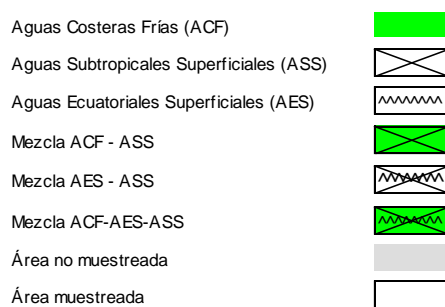 Aguas Costeras Frías (ACF)
Aguas Subtropicales Superficiales (ASS)
Aguas Ecuatoriales Superficiales (AES)
Mezcla ACF - ASS
Mezcla AES - ASS
Mezcla ACF-AES-ASS
Área no muestreada
Área muestreada